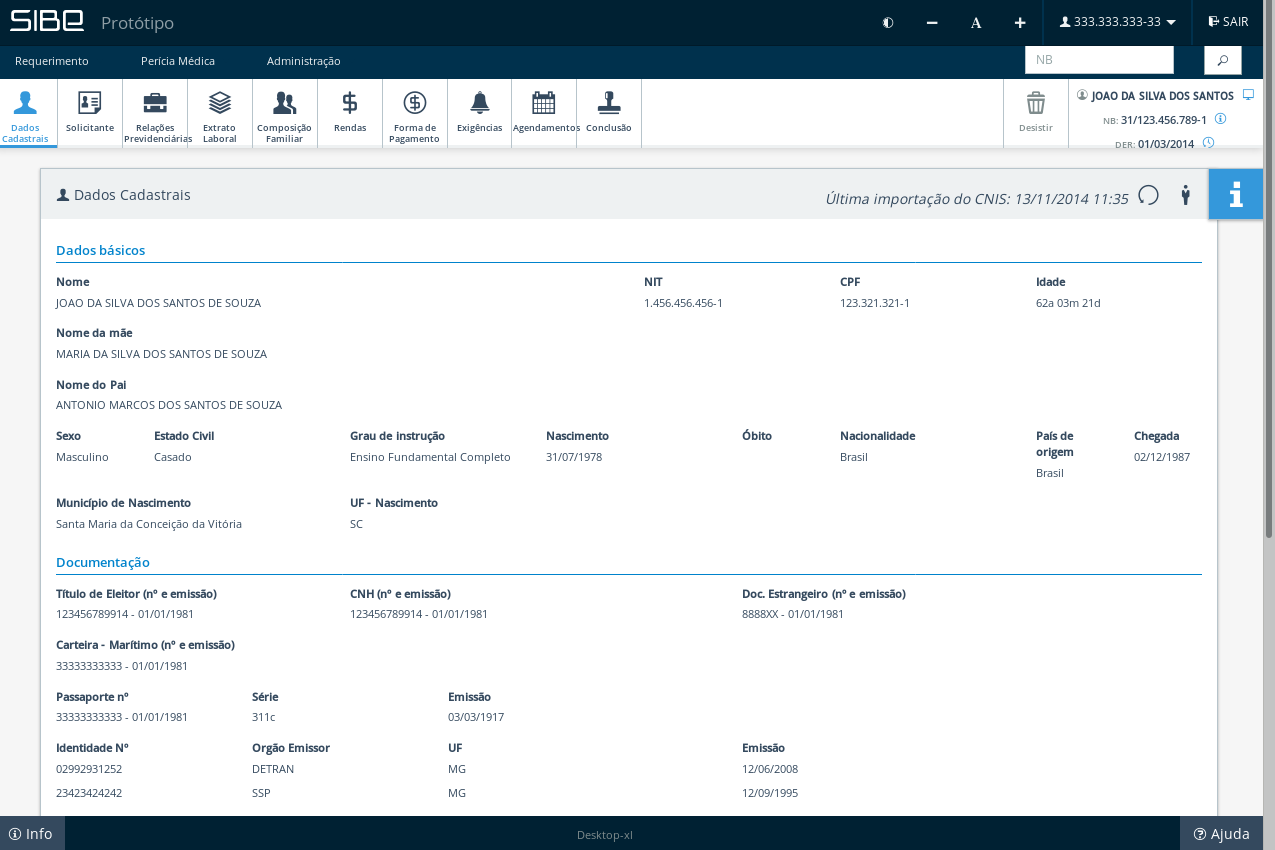 SIBE Protótipo
A
333.333.333-33
SAIR
Requerimento Perícia Médica Administração
NB
Dados Cadastrais
Solicitante
Relações Previdenciárias
Extrato Laboral
Composição Familiar
Rendas
Forma de Pagamento
Exigências
Agendamentos
Conclusão
Desistir
JOAO DA SILVA DOS SANTOS
NB: 31/123.456.789-1
DER: 01/03/2014
Dados Cadastrais
Última importação do CNIS: 13/11/2014 11:35
Dados básicos
Nome NIT CPF Idade
JOAO DA SILVA DOS SANTOS DE SOUZA 1.456.456.456-1 123.321.321-1 62a 03m 21d
Nome da mãe
MARIA DA SILVA DOS SANTOS DE SOUZA
Nome do Pai
ANTONIO MARCOS DOS SANTOS DE SOUZA
Sexo Estado Civil Grau de instrução Nascimento Óbito Nacionalidade País de origem Chegada
Masculino Casado Ensino Fundamental Completo 31/07/1978 Brasil Brasil 02/12/1987
Município de Nascimento UF - Nascimento
Santa Maria da Conceição da Vitória SC
Documentação
Título de Eleitor (nº e emissão) CNH (nº e emissão) Doc. Estrangeiro (nº e emissão)
123456789914 - 01/01/1981 123456789914 - 01/01/1981 8888XX - 01/01/1981
Carteira - Marítimo (nº e emissão)
33333333333 - 01/01/1981
Passaporte nº Série Emissão
33333333333 - 01/01/1981 311c 03/03/1917
Identidade Nº Orgão Emissor UF Emissão
02992931252 DETRAN MG 12/06/2008
23423424242 SSP MG 12/09/1995
Info
Desktop-xl
Ajuda